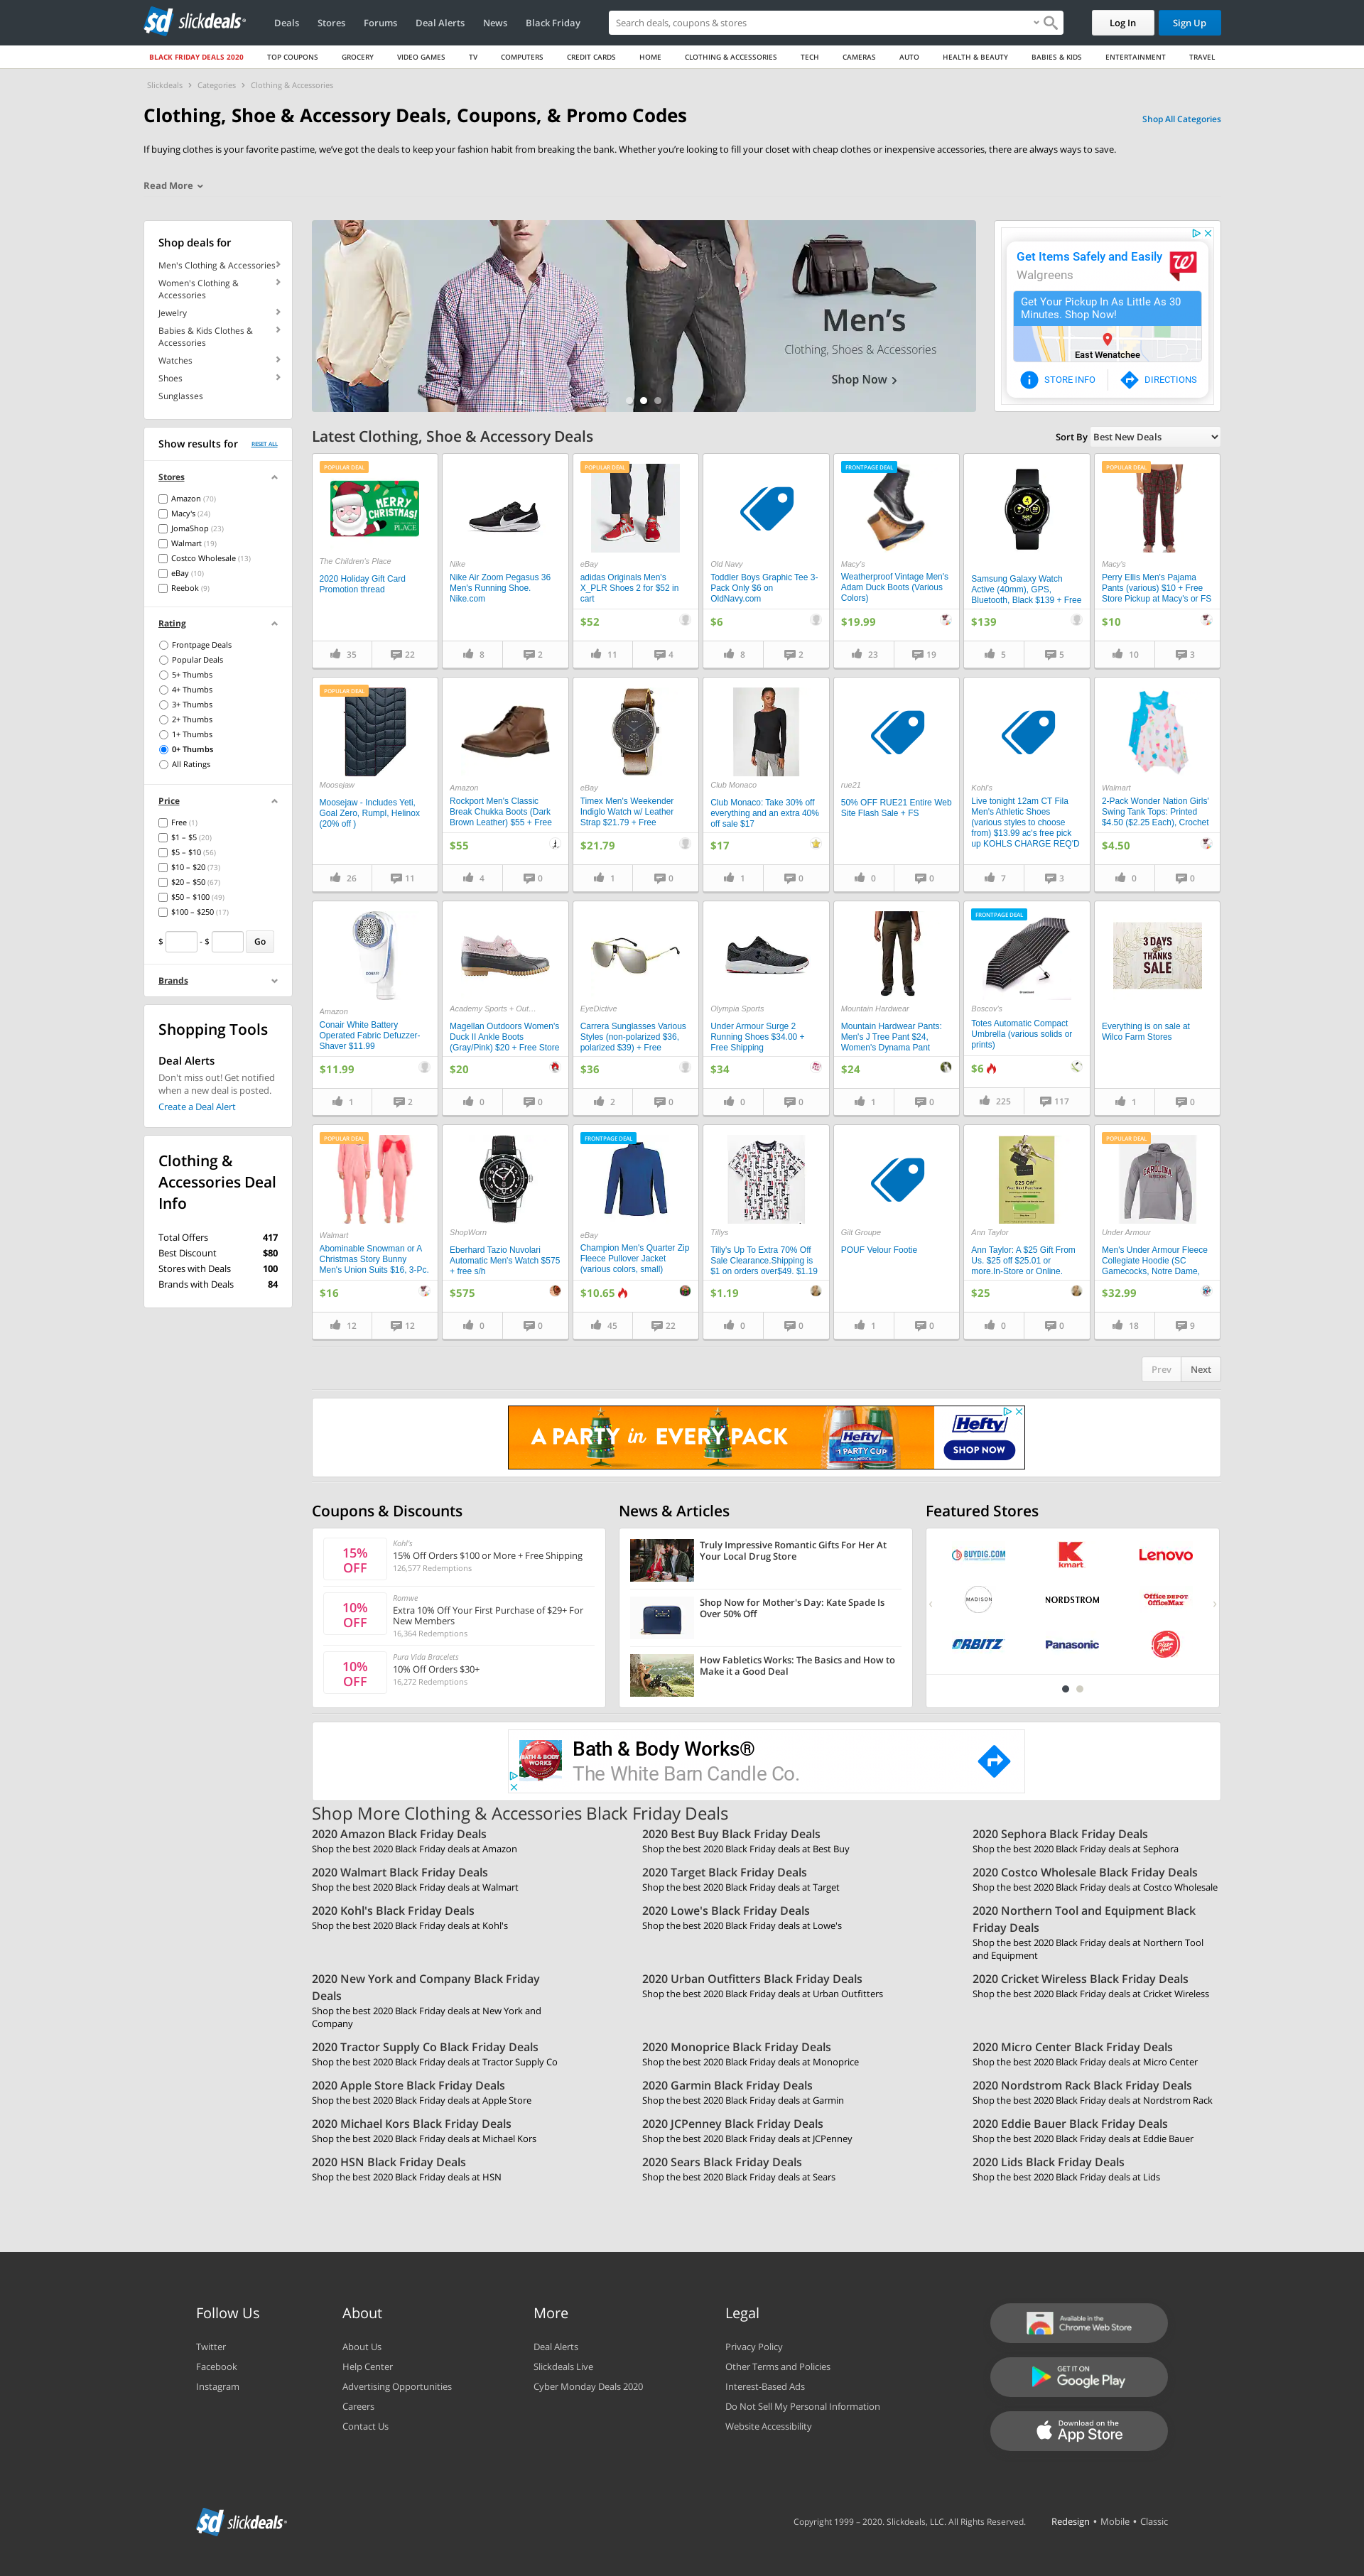 sd slickdeals
Deals Stores Forums Deal Alerts News Black Friday
Search deals, coupons & stores
Log In Sign Up
BLACK FRIDAY DEALS 2020 TOP COUPONS GROCERY VIDEO GAMES TV COMPUTERS CREDIT CARDS HOME CLOTHING & ACCESSORIES TECH CAMERAS AUTO HEALTH & BEAUTY BABIES & KIDS ENTERTAINMENT TRAVEL
Slickdeals › Categories › Clothing & Accessories
Clothing, Shoe & Accessory Deals, Coupons, & Promo Codes
Shop All Categories
If buying clothes is your favorite pastime, we've got the deals to keep your fashion habit from breaking the bank. Whether you're looking to fill your closet with cheap clothes or inexpensive accessories, there are always ways to save.
Read More
Shop deals for
Men's Clothing & Accessories
Women's Clothing &
Accessories
Jewelry
Babies & Kids Clothes &
Accessories
Watches
Shoes
Sunglasses
Men's
Clothing, Shoes & Accessories
Shop Now
Get Items Safely and Easily
Walgreens
Get Your Pickup In As Little As 30
Minutes. Shop Now!
East Wenatchee
STORE INFO DIRECTIONS
Show results for RESET ALL
Stores
Amazon (70)
Macy's (24)
JomaShop (23)
Walmart (19)
Costco Wholesale (13)
eBay (10)
Reebok (9)
Rating
Frontpage Deals
Popular Deals
5+ Thumbs
4+ Thumbs
3+ Thumbs
2+ Thumbs
1+ Thumbs
0+ Thumbs
All Ratings
Price
Free (1)
$1 – $5 (20)
$5 – $10 (56)
$10 – $20 (73)
$20 – $50 (67)
$50 – $100 (49)
$100 – $250 (17)
$ - $ Go
Brands
Shopping Tools
Deal Alerts
Don't miss out! Get notified
when a new deal is posted.
Create a Deal Alert
Clothing &
Accessories Deal
Info
Total Offers 417
Best Discount $80
Stores with Deals 100
Brands with Deals 84
Latest Clothing, Shoe & Accessory Deals
Sort By Best New Deals
POPULAR DEAL
MERRY CHRISTMAS!
PLACE
The Children's Place
2020 Holiday Gift Card
Promotion thread
35 22
Nike
Nike Air Zoom Pegasus 36
Men's Running Shoe.
Nike.com
8 2
POPULAR DEAL
eBay
adidas Originals Men's
X_PLR Shoes 2 for $52 in
cart
$52
11 4
Old Navy
Toddler Boys Graphic Tee 3-
Pack Only $6 on
OldNavy.com
$6
8 2
FRONTPAGE DEAL
Macy's
Weatherproof Vintage Men's
Adam Duck Boots (Various
Colors)
$19.99
23 19
Samsung Galaxy Watch
Active (40mm), GPS,
Bluetooth, Black $139 + Free
$139
5 5
POPULAR DEAL
Macy's
Perry Ellis Men's Pajama
Pants (various) $10 + Free
Store Pickup at Macy's or FS
$10
10 3
POPULAR DEAL
Moosejaw
Moosejaw - Includes Yeti,
Goal Zero, Rumpl, Helinox
(20% off )
26 11
Amazon
Rockport Men's Classic
Break Chukka Boots (Dark
Brown Leather) $55 + Free
$55
4 0
eBay
Timex Men's Weekender
Indiglo Watch w/ Leather
Strap $21.79 + Free
$21.79
1 0
Club Monaco
Club Monaco: Take 30% off
everything and an extra 40%
off sale $17
$17
1 0
rue21
50% OFF RUE21 Entire Web
Site Flash Sale + FS
0 0
Kohl's
Live tonight 12am CT Fila
Men's Athletic Shoes
(various styles to choose
from) $13.99 ac's free pick
up KOHLS CHARGE REQ'D
7 3
Walmart
2-Pack Wonder Nation Girls'
Swing Tank Tops: Printed
$4.50 ($2.25 Each), Crochet
$4.50
0 0
CONAIR
Amazon
Conair White Battery
Operated Fabric Defuzzer-
Shaver $11.99
$11.99
1 2
Academy Sports + Out…
Magellan Outdoors Women's
Duck II Ankle Boots
(Gray/Pink) $20 + Free Store
$20
0 0
EyeDictive
Carrera Sunglasses Various
Styles (non-polarized $36,
polarized $39) + Free
$36
2 0
Olympia Sports
Under Armour Surge 2
Running Shoes $34.00 +
Free Shipping
$34
0 0
Mountain Hardwear
Mountain Hardwear Pants:
Men's J Tree Pant $24,
Women's Dynama Pant
$24
1 0
FRONTPAGE DEAL
Boscov's
Totes Automatic Compact
Umbrella (various solids or
prints)
$6
225 117
3 DAYS of THANKS SALE
Everything is on sale at
Wilco Farm Stores
1 0
POPULAR DEAL
Walmart
Abominable Snowman or A
Christmas Story Bunny
Men's Union Suits $16, 3-Pc.
$16
12 12
ShopWorn
Eberhard Tazio Nuvolari
Automatic Men's Watch $575
+ free s/h
$575
0 0
FRONTPAGE DEAL
eBay
Champion Men's Quarter Zip
Fleece Pullover Jacket
(various colors, small)
$10.65
45 22
Tillys
Tilly's Up To Extra 70% Off
Sale Clearance.Shipping is
$1 on orders over$49. $1.19
$1.19
0 0
Gilt Groupe
POUF Velour Footie
1 0
$25 Off
Ann Taylor
Ann Taylor: A $25 Gift From
Us. $25 off $25.01 or
more.In-Store or Online.
$25
0 0
POPULAR DEAL
CAROLINA
Under Armour
Men's Under Armour Fleece
Collegiate Hoodie (SC
Gamecocks, Notre Dame,
$32.99
18 9
Prev Next
A PARTY in EVERY PACK
Hefty
PARTY CUP
Hefty
SHOP NOW
Coupons & Discounts
15%
OFF
Kohl's
15% Off Orders $100 or More + Free Shipping
126,577 Redemptions
10%
OFF
Romwe
Extra 10% Off Your First Purchase of $29+ For
New Members
16,364 Redemptions
10%
OFF
Pura Vida Bracelets
10% Off Orders $30+
16,272 Redemptions
News & Articles
Truly Impressive Romantic Gifts For Her At
Your Local Drug Store
Shop Now for Mother's Day: Kate Spade Is
Over 50% Off
How Fabletics Works: The Basics and How to
Make it a Good Deal
Featured Stores
BUYDIG.COM kmart Lenovo
MADISON NORDSTROM Office DEPOT
OfficeMax
ORBITZ Panasonic Pizza Hut
BATH & BODY WORKS
Bath & Body Works®
The White Barn Candle Co.
Shop More Clothing & Accessories Black Friday Deals
2020 Amazon Black Friday Deals
Shop the best 2020 Black Friday deals at Amazon
2020 Best Buy Black Friday Deals
Shop the best 2020 Black Friday deals at Best Buy
2020 Sephora Black Friday Deals
Shop the best 2020 Black Friday deals at Sephora
2020 Walmart Black Friday Deals
Shop the best 2020 Black Friday deals at Walmart
2020 Target Black Friday Deals
Shop the best 2020 Black Friday deals at Target
2020 Costco Wholesale Black Friday Deals
Shop the best 2020 Black Friday deals at Costco Wholesale
2020 Kohl's Black Friday Deals
Shop the best 2020 Black Friday deals at Kohl's
2020 Lowe's Black Friday Deals
Shop the best 2020 Black Friday deals at Lowe's
2020 Northern Tool and Equipment Black
Friday Deals
Shop the best 2020 Black Friday deals at Northern Tool
and Equipment
2020 New York and Company Black Friday
Deals
Shop the best 2020 Black Friday deals at New York and
Company
2020 Urban Outfitters Black Friday Deals
Shop the best 2020 Black Friday deals at Urban Outfitters
2020 Cricket Wireless Black Friday Deals
Shop the best 2020 Black Friday deals at Cricket Wireless
2020 Tractor Supply Co Black Friday Deals
Shop the best 2020 Black Friday deals at Tractor Supply Co
2020 Monoprice Black Friday Deals
Shop the best 2020 Black Friday deals at Monoprice
2020 Micro Center Black Friday Deals
Shop the best 2020 Black Friday deals at Micro Center
2020 Apple Store Black Friday Deals
Shop the best 2020 Black Friday deals at Apple Store
2020 Garmin Black Friday Deals
Shop the best 2020 Black Friday deals at Garmin
2020 Nordstrom Rack Black Friday Deals
Shop the best 2020 Black Friday deals at Nordstrom Rack
2020 Michael Kors Black Friday Deals
Shop the best 2020 Black Friday deals at Michael Kors
2020 JCPenney Black Friday Deals
Shop the best 2020 Black Friday deals at JCPenney
2020 Eddie Bauer Black Friday Deals
Shop the best 2020 Black Friday deals at Eddie Bauer
2020 HSN Black Friday Deals
Shop the best 2020 Black Friday deals at HSN
2020 Sears Black Friday Deals
Shop the best 2020 Black Friday deals at Sears
2020 Lids Black Friday Deals
Shop the best 2020 Black Friday deals at Lids
Follow Us
Twitter
Facebook
Instagram
About
About Us
Help Center
Advertising Opportunities
Careers
Contact Us
More
Deal Alerts
Slickdeals Live
Cyber Monday Deals 2020
Legal
Privacy Policy
Other Terms and Policies
Interest-Based Ads
Do Not Sell My Personal Information
Website Accessibility
Available in the
Chrome Web Store
GET IT ON
Google Play
Download on the
App Store
sd slickdeals
Copyright 1999 – 2020. Slickdeals, LLC. All Rights Reserved.
Redesign • Mobile • Classic